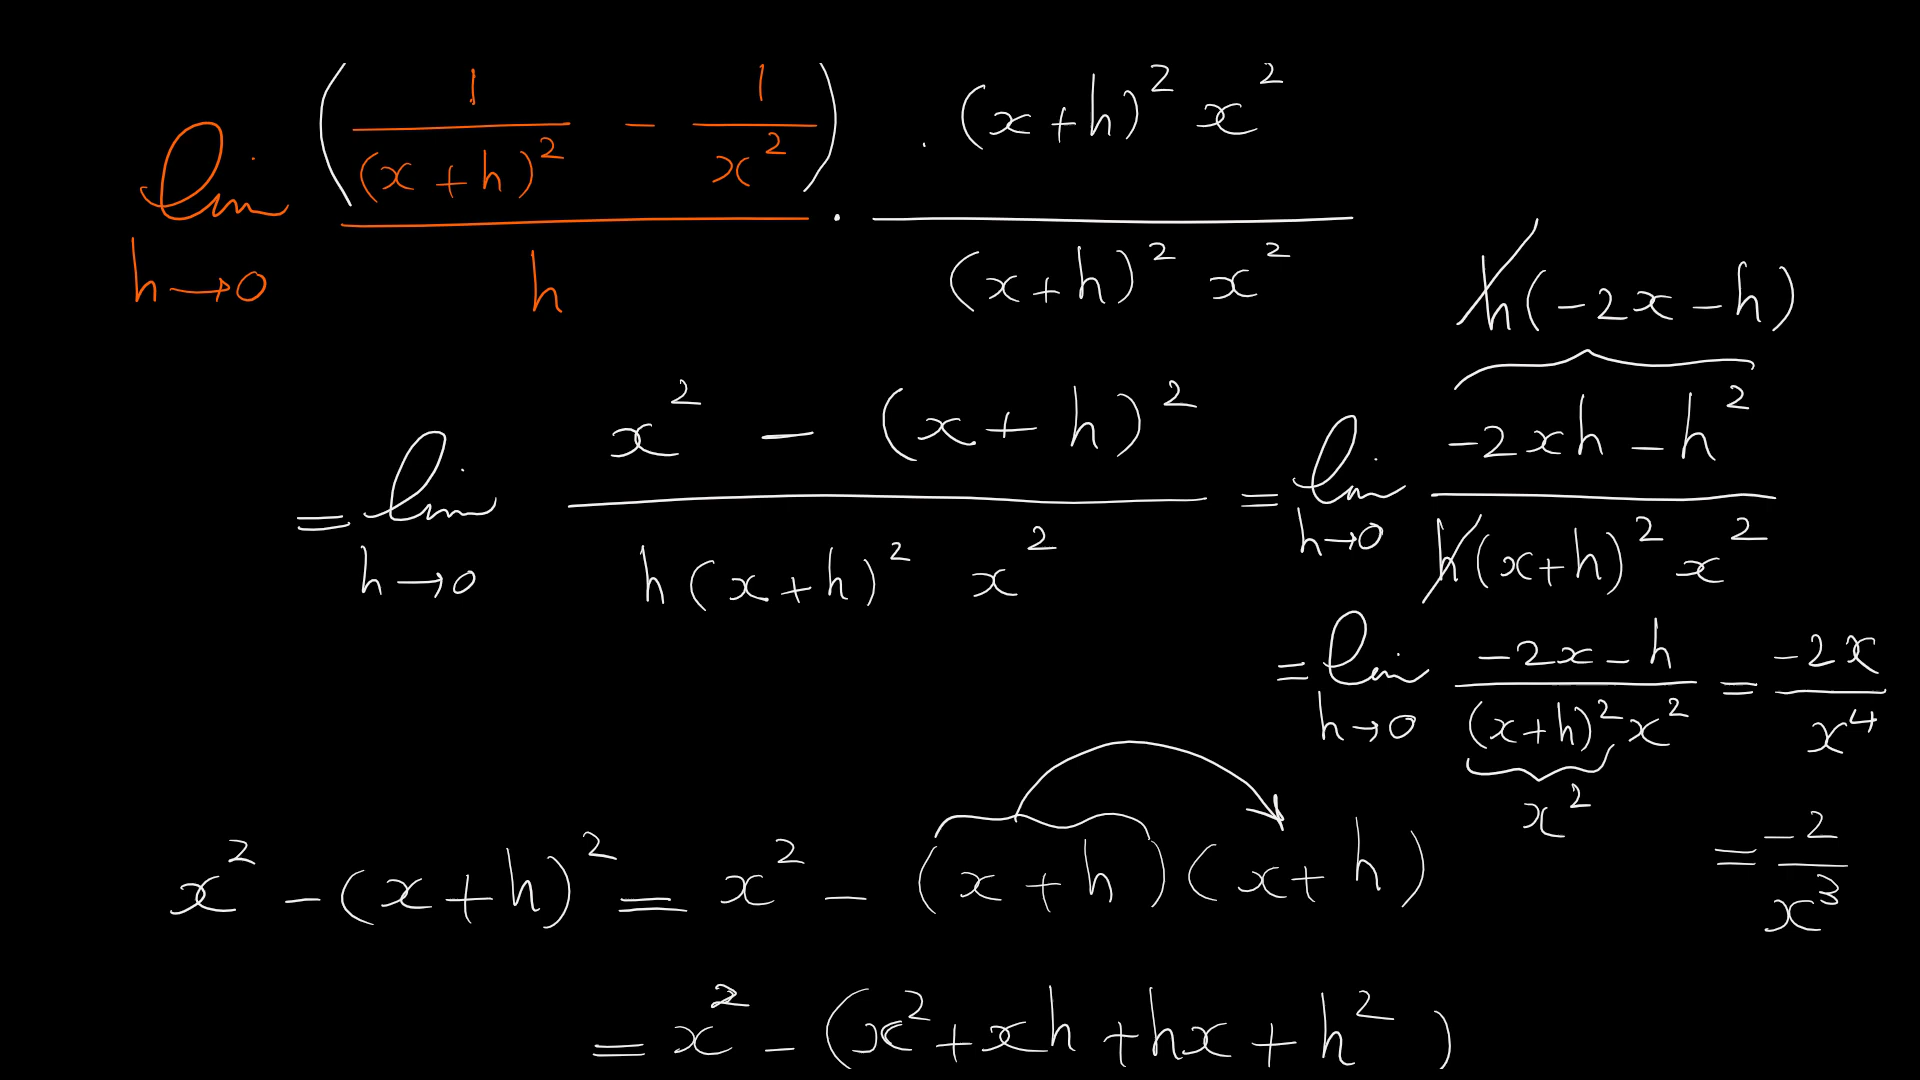 lim h→0 (1/(x+h)² − 1/x²)/h · (x+h)² x²/(x+h)² x²
h(−2x−h)
= lim h→0 x² − (x+h)²/h(x+h)² x² = lim h→0 −2xh−h²/h(x+h)² x²
= lim h→0 −2x−h/(x+h)² x² = −2x/x⁴
x²
= −2/x³
x² − (x+h)² = x² − (x+h)(x+h)
= x² − (x² + xh + hx + h²)